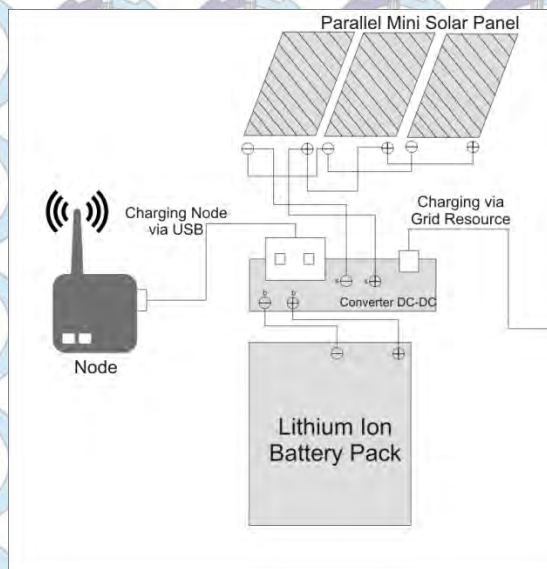 Parallel Mini Solar Panel
Charging Node
via USB
Charging via
Grid Resource
s
s
b
b
Converter DC-DC
Node
Lithium Ion
Battery Pack